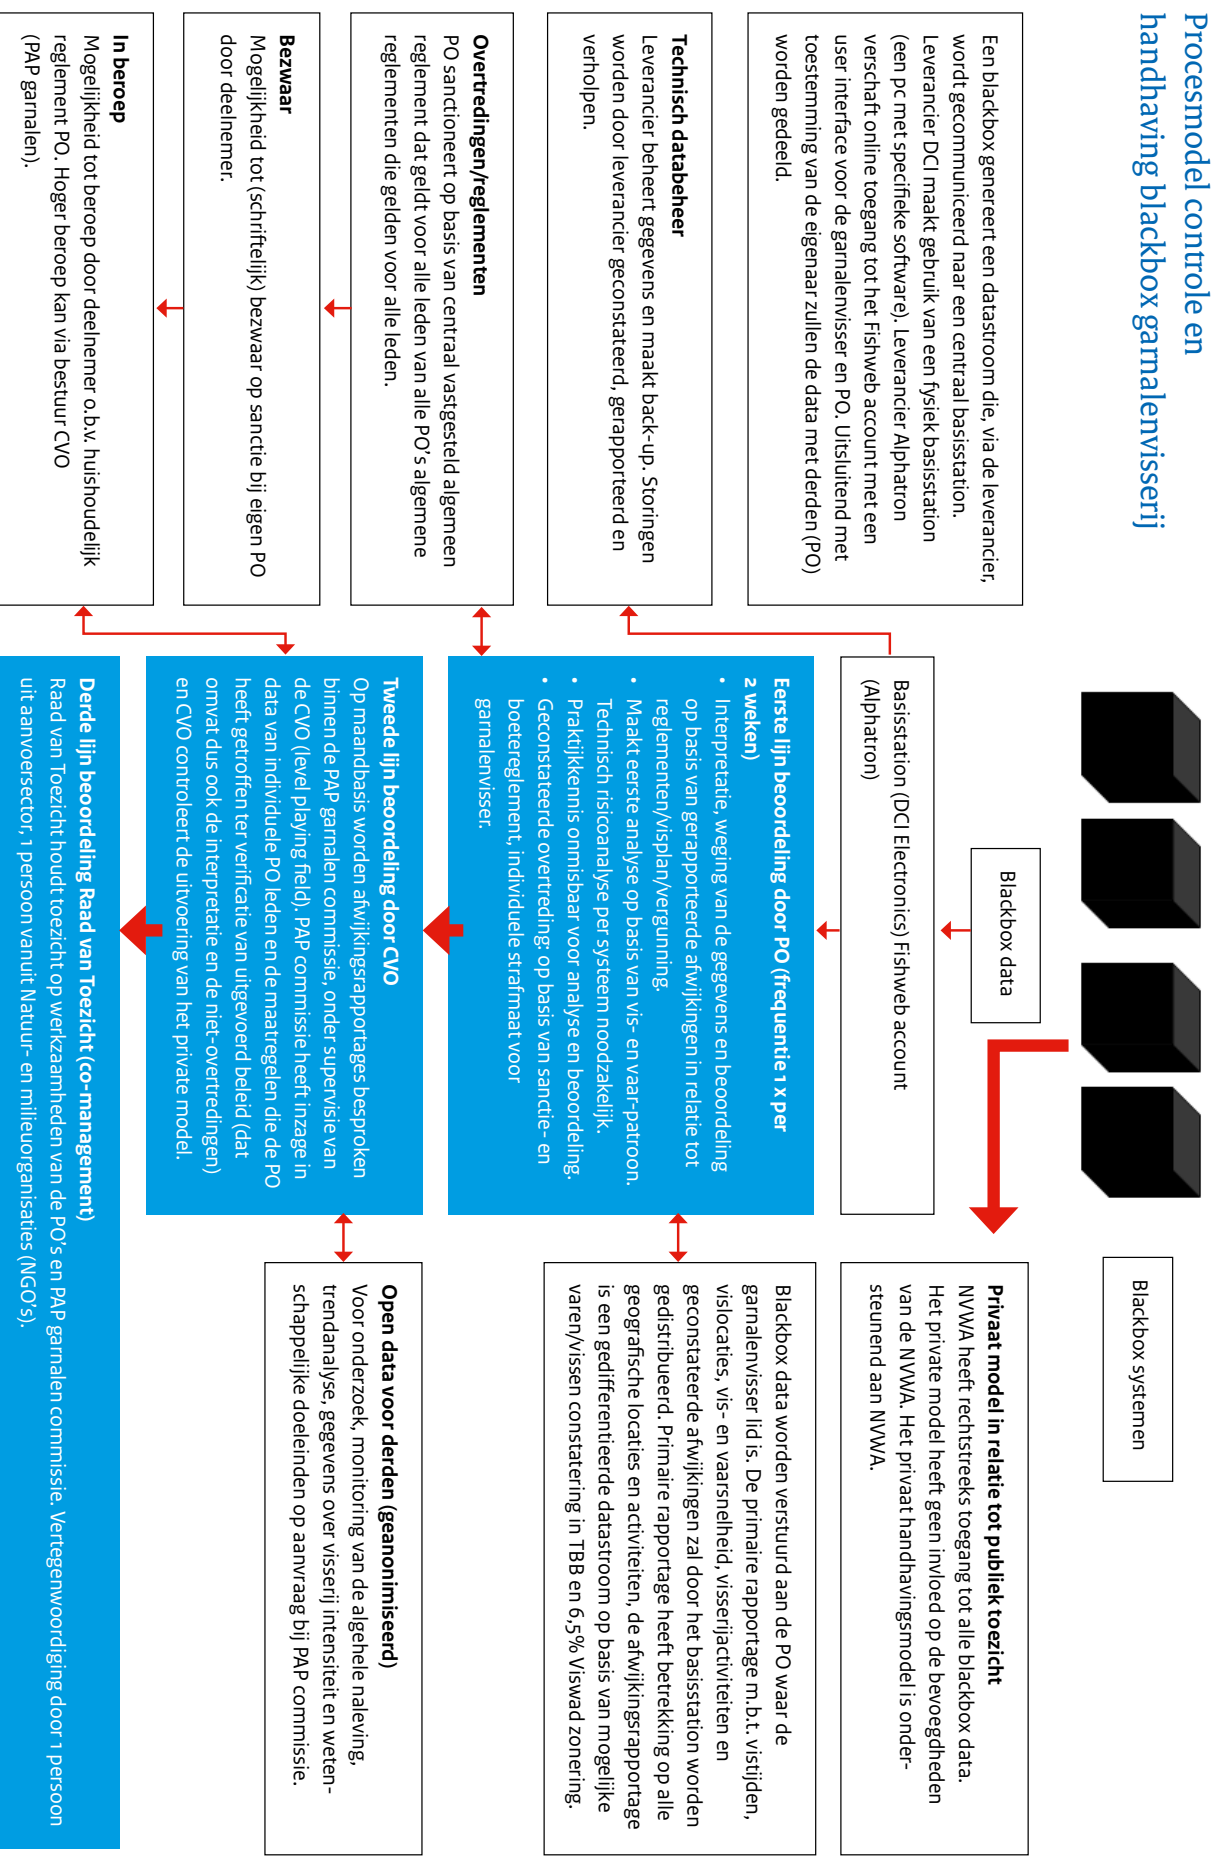 Procesmodel controle en
handhaving blackbox garnalenvisserij
Blackbox systemen
Een blackbox genereert een datastroom die, via de leverancier,
wordt gecommuniceerd naar een centraal basisstation.
Leverancier DCI maakt gebruik van een fysiek basisstation
(een pc met specifieke software). Leverancier Alphatron
verschaft online toegang tot het Fishweb account met een
user interface voor de garnalenvisser en PO. Uitsluitend met
toestemming van de eigenaar zullen de data met derden (PO)
worden gedeeld.
Blackbox data
Basisstation (DCI Electronics) Fishweb account
(Alphatron)
Privaat model in relatie tot publiek toezicht
NVWA heeft rechtstreeks toegang tot alle blackbox data.
Het private model heeft geen invloed op de bevoegdheden
van de NVWA. Het privaat handhavingsmodel is onder-
steunend aan NVWA.
Technisch databeheer
Leverancier beheert gegevens en maakt back-up. Storingen
worden door leverancier geconstateerd, gerapporteerd en
verholpen.
Eerste lijn beoordeling door PO (frequentie 1 x per
2 weken)
• Interpretatie, weging van de gegevens en beoordeling
op basis van gerapporteerde afwijkingen in relatie tot
reglementen/visplan/vergunning.
• Maakt eerste analyse op basis van vis- en vaar-patroon.
Technisch risicoanalyse per systeem noodzakelijk.
• Praktijkkennis onmisbaar voor analyse en beoordeling.
• Geconstateerde overtreding: op basis van sanctie- en
boetereglement, individuele strafmaat voor
garnalenvisser.
Blackbox data worden verstuurd aan de PO waar de
garnalenvisser lid is. De primaire rapportage m.b.t. vistijden,
vislocaties, vis- en vaarsnelheid, visserijactiviteiten en
geconstateerde afwijkingen zal door het basisstation worden
gedistribueerd. Primaire rapportage heeft betrekking op alle
geografische locaties en activiteiten, de afwijkingsrapportage
is een gedifferentieerde datastroom op basis van mogelijke
varen/vissen constatering in TBB en 6,5% Viswad zonering.
Overtredingen/reglementen
PO sanctioneert op basis van centraal vastgesteld algemeen
reglement dat geldt voor alle leden van alle PO's algemene
reglementen die gelden voor alle leden.
Bezwaar
Mogelijkheid tot (schriftelijk) bezwaar op sanctie bij eigen PO
door deelnemer.
In beroep
Mogelijkheid tot beroep door deelnemer o.b.v. huishoudelijk
reglement PO. Hoger beroep kan via bestuur CVO
(PAP garnalen).
Tweede lijn beoordeling door CVO
Op maandbasis worden afwijkingsrapportages besproken
binnen de PAP garnalen commissie, onder supervisie van
de CVO (level playing field). PAP commissie heeft inzage in
data van individuele PO leden en de maatregelen die de PO
heeft getroffen ter verificatie van uitgevoerd beleid (dat
omvat dus ook de interpretatie en de niet-overtredingen)
en CVO controleert de uitvoering van het private model.
Open data voor derden (geanonimiseerd)
Voor onderzoek, monitoring van de algehele naleving,
trendanalyse, gegevens over visserij intensiteit en weten-
schappelijke doeleinden op aanvraag bij PAP commissie.
Derde lijn beoordeling Raad van Toezicht (co-management)
Raad van Toezicht houdt toezicht op werkzaamheden van de PO's en PAP garnalen commissie. Vertegenwoordiging door 1 persoon
uit aanvoersector, 1 persoon vanuit Natuur- en milieuorganisaties (NGO's).